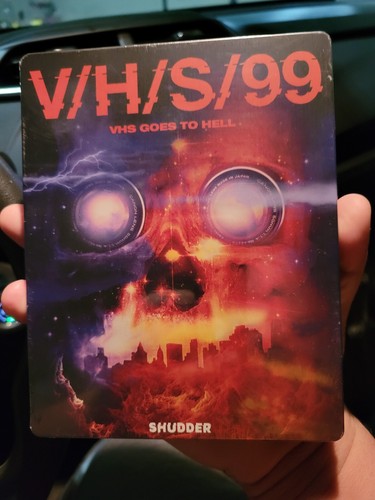 V/H/S/99
VHS GOES TO HELL
SHUDDER